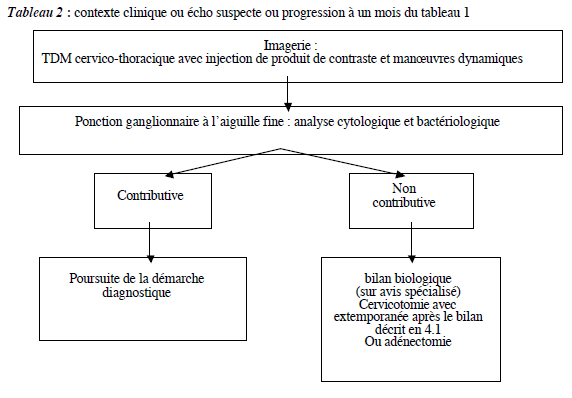 Tableau 2 : contexte clinique ou écho suspecte ou progression à un mois du tableau 1
Imagerie :
TDM cervico-thoracique avec injection de produit de contraste et manœuvres dynamiques
Ponction ganglionnaire à l’aiguille fine : analyse cytologique et bactériologique
Contributive
Non
contributive
Poursuite de la démarche
diagnostique
bilan biologique
(sur avis spécialisé)
Cervicotomie avec
extemporanée après le bilan
décrit en 4.1
Ou adénectomie